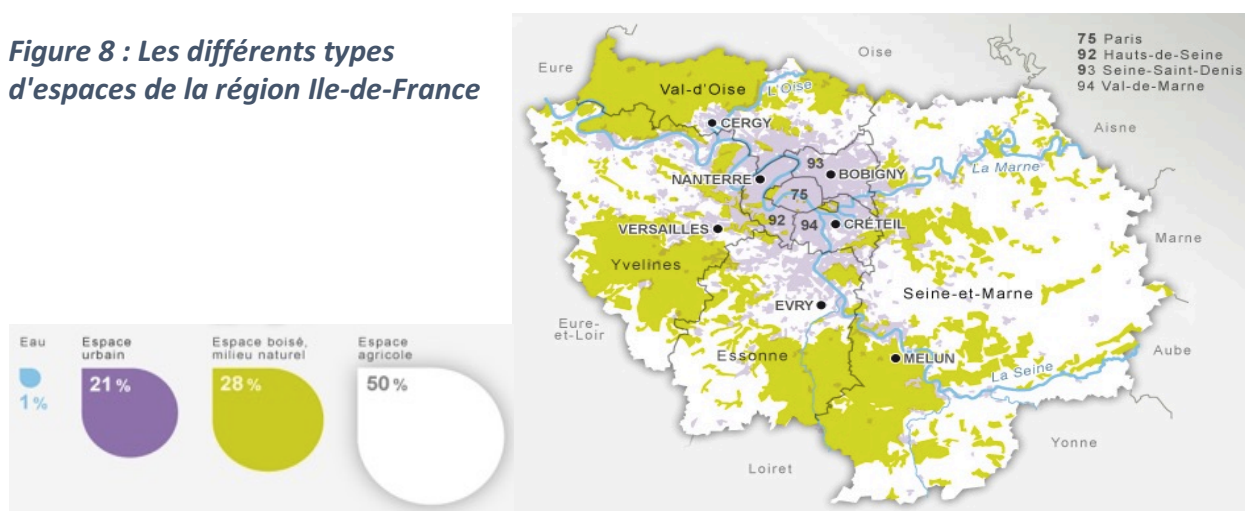 Figure 8 : Les différents types
d'espaces de la région Ile-de-France
Eau
1 %
Espace
urbain
21 %
Espace boisé,
milieu naturel
28 %
Espace
agricole
50 %
75 Paris
92 Hauts-de-Seine
93 Seine-Saint-Denis
94 Val-de-Marne
Eure
Oise
Val-d'Oise
L'Oise
CERGY
Aisne
93
BOBIGNY
NANTERRE
La Marne
75
92
94
CRÉTEIL
VERSAILLES
Marne
Yvelines
Seine-et-Marne
EVRY
Eure-
et-Loir
Essonne
MELUN
Aube
La Seine
Yonne
Loiret